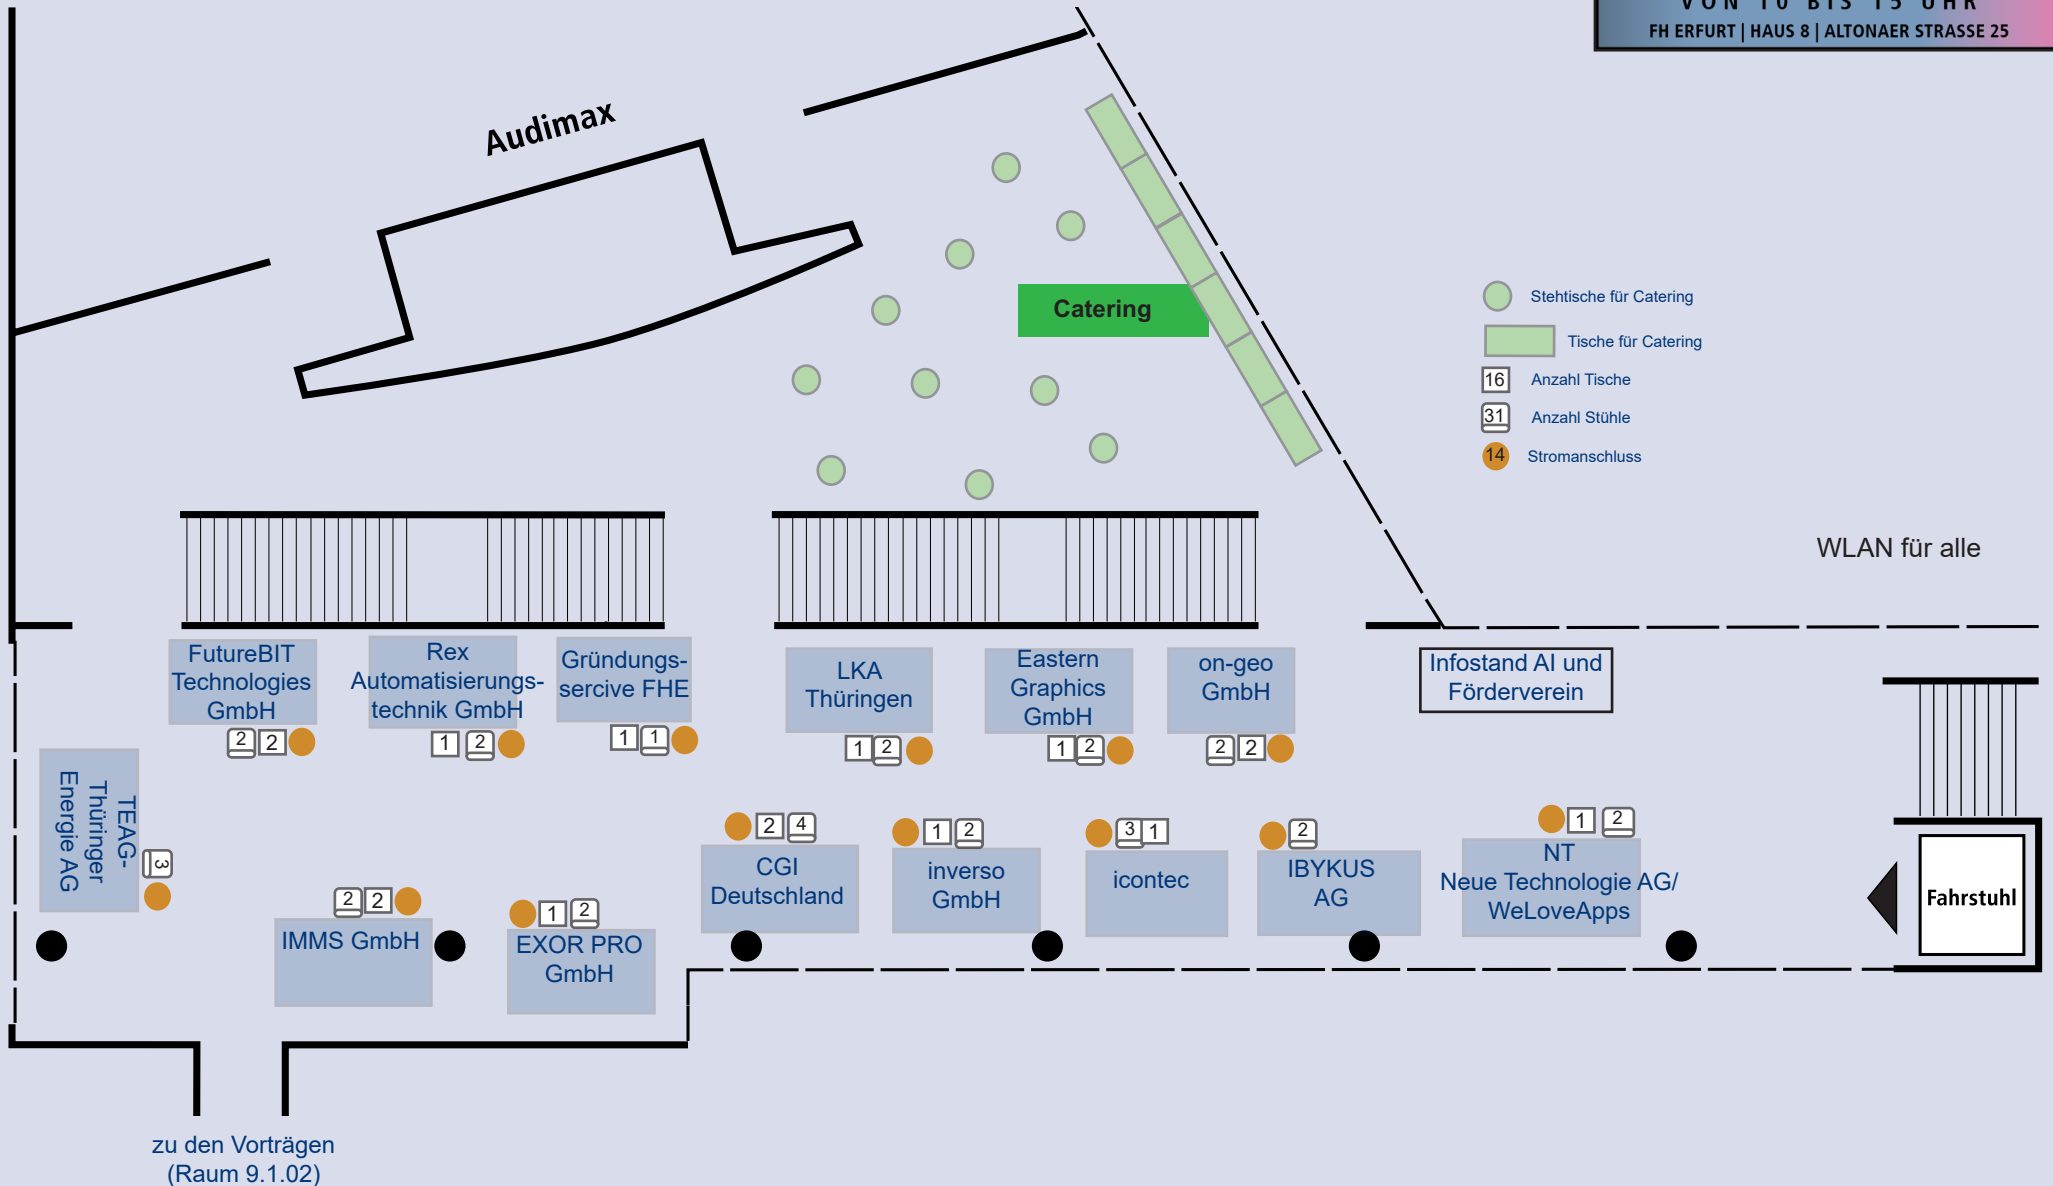 VON 10 BIS 15 UHR
FH ERFURT | HAUS 8 | ALTONAER STRASSE 25
Audimax
Catering
Stehtische für Catering
Tische für Catering
16 Anzahl Tische
31 Anzahl Stühle
14 Stromanschluss
WLAN für alle
FutureBIT
Technologies
GmbH
2 2
Rex
Automatisierungs-
technik GmbH
1 2
Gründungs-
sercive FHE
1 1
LKA
Thüringen
1 2
Eastern
Graphics
GmbH
1 2
on-geo
GmbH
2 2
Infostand AI und
Förderverein
TEAG-
Thüringer
Energie AG
3
2 2
IMMS GmbH
1 2
EXOR PRO
GmbH
2 4
CGI
Deutschland
1 2
inverso
GmbH
3 1
icontec
2
IBYKUS
AG
1 2
NT
Neue Technologie AG/
WeLoveApps
Fahrstuhl
zu den Vorträgen
(Raum 9.1.02)